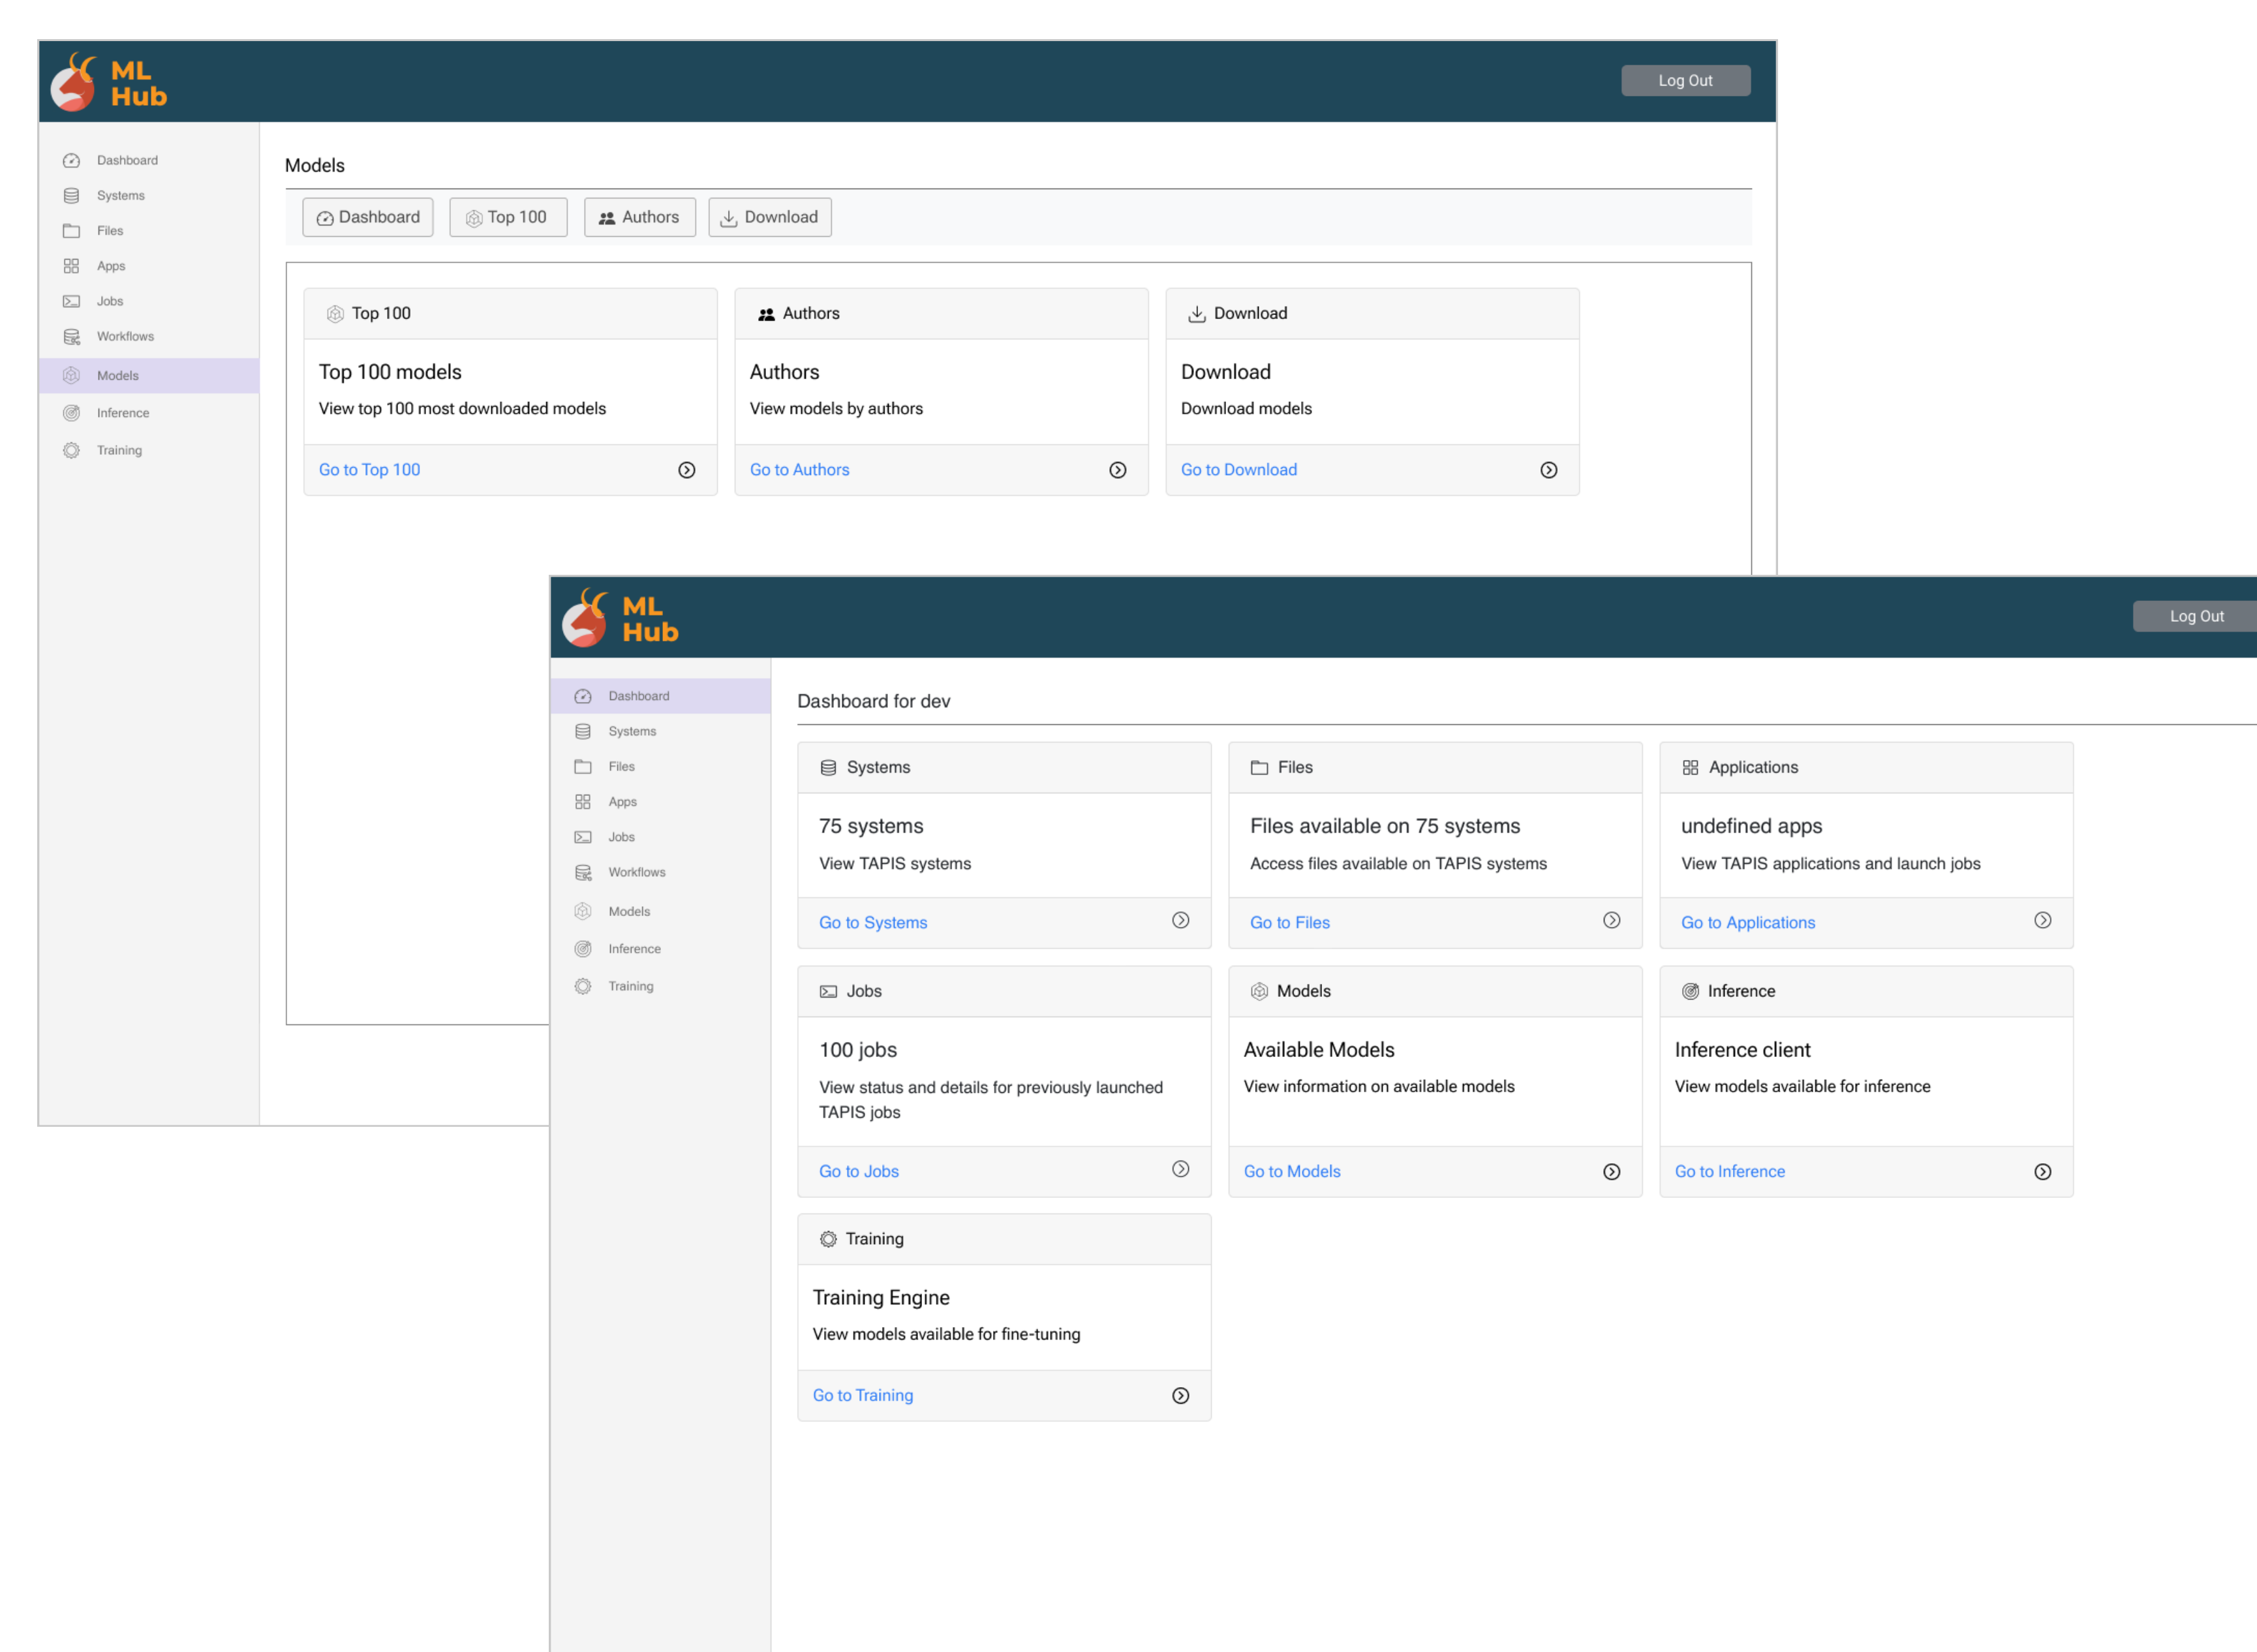 ML
Hub
Log Out
Dashboard
Systems
Files
Apps
Jobs
Workflows
Models
Inference
Training
Models
Dashboard
Top 100
Authors
Download
Top 100
Top 100 models
View top 100 most downloaded models
Go to Top 100
Authors
Authors
View models by authors
Go to Authors
Download
Download
Download models
Go to Download
ML
Hub
Log Out
Dashboard
Systems
Files
Apps
Jobs
Workflows
Models
Inference
Training
Dashboard for dev
Systems
75 systems
View TAPIS systems
Go to Systems
Files
Files available on 75 systems
Access files available on TAPIS systems
Go to Files
Applications
undefined apps
View TAPIS applications and launch jobs
Go to Applications
Jobs
100 jobs
View status and details for previously launched
TAPIS jobs
Go to Jobs
Models
Available Models
View information on available models
Go to Models
Inference
Inference client
View models available for inference
Go to Inference
Training
Training Engine
View models available for fine-tuning
Go to Training